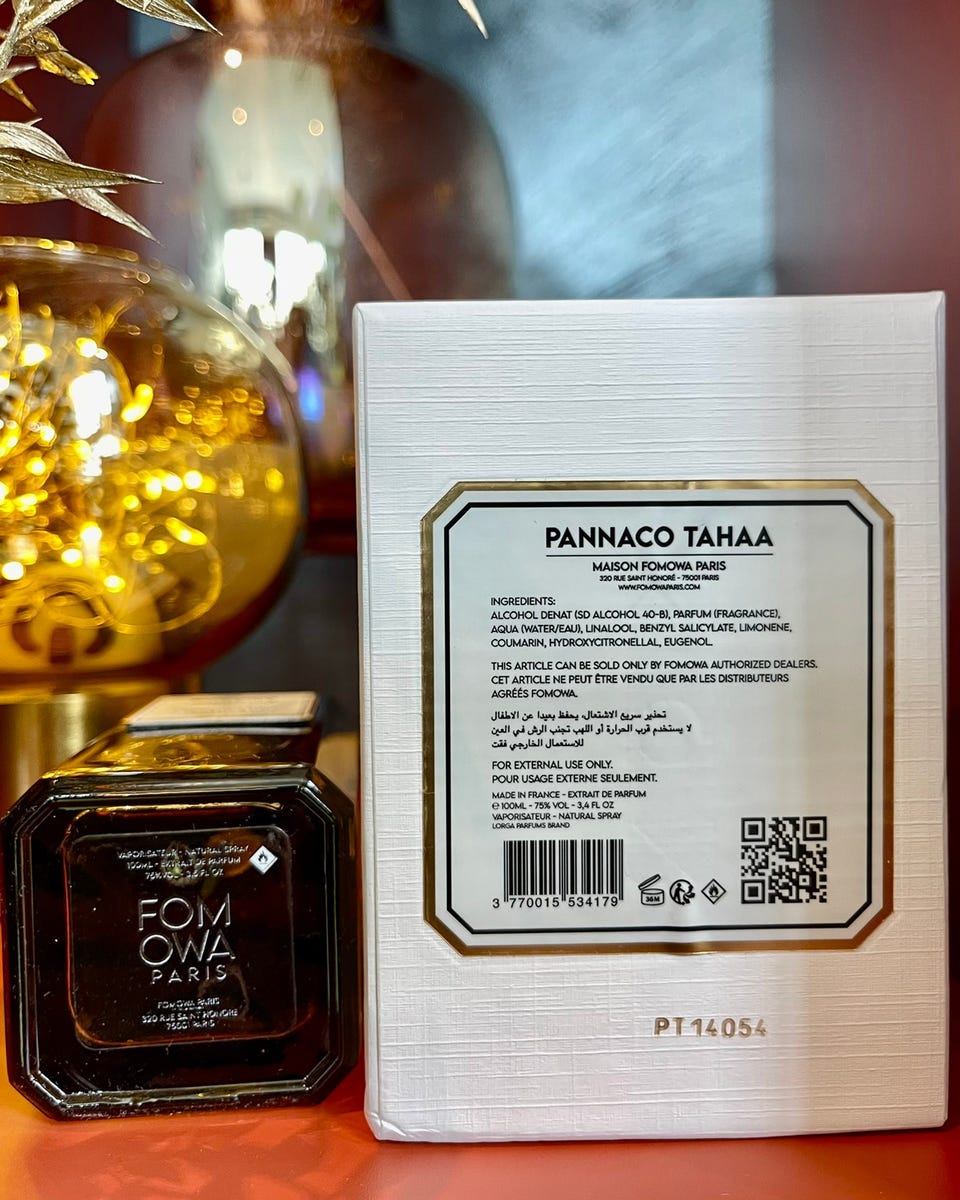 PANNACO TAHAA
MAISON FOMOWA PARIS
320 RUE SAINT HONORÉ - 75001 PARIS
WWW.FOMOWAPARIS.COM
INGREDIENTS:
ALCOHOL DENAT (SD ALCOHOL 40-B), PARFUM (FRAGRANCE),
AQUA (WATER/EAU), LINALOOL, BENZYL SALICYLATE, LIMONENE,
COUMARIN, HYDROXYCITRONELLAL, EUGENOL.
THIS ARTICLE CAN BE SOLD ONLY BY FOMOWA AUTHORIZED DEALERS.
CET ARTICLE NE PEUT ÊTRE VENDU QUE PAR LES DISTRIBUTEURS
AGRÉÉS FOMOWA.
تحذير سريع الاشتعال، يحفظ بعيدا عن الاطفال
لا يستخدم قرب الحرارة أو اللهب تجنب الرش في العين
للاستعمال الخارجي فقت
FOR EXTERNAL USE ONLY.
POUR USAGE EXTERNE SEULEMENT.
MADE IN FRANCE - EXTRAIT DE PARFUM
℮ 100ML - 75% VOL - 3,4 FL OZ
VAPORISATEUR - NATURAL SPRAY
LORGA PARFUMS BRAND
3 770015 534179
36M
PT14054
VAPORISATEUR - NATURAL SPRAY
100ML - EXTRAIT DE PARFUM
75% VOL - 3,5 FL OZ
FOM
OWA
PARIS
FOMOWA PARIS
320 RUE SAINT HONORE
75001 PARIS